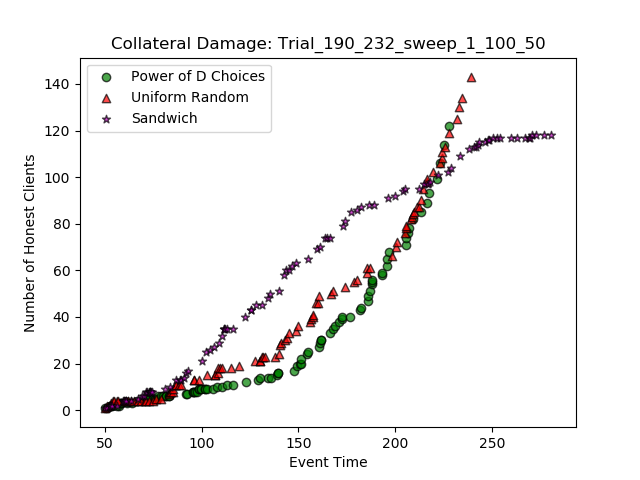 Collateral Damage: Trial_190_232_sweep_1_100_50
Power of D Choices
Uniform Random
Sandwich
Number of Honest Clients
140
120
100
80
60
40
20
0
50 100 150 200 250
Event Time